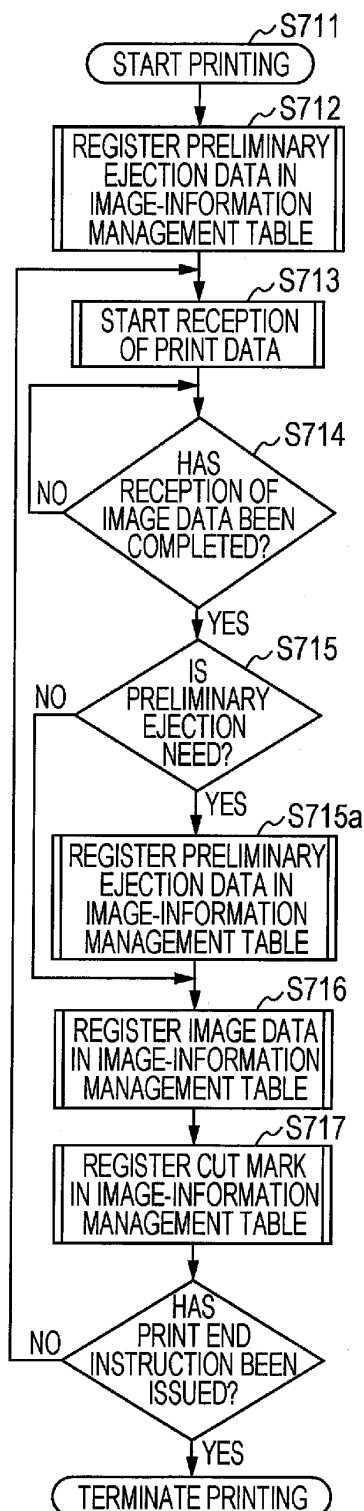 S711
START PRINTING
S712
REGISTER PRELIMINARY
EJECTION DATA IN
IMAGE-INFORMATION
MANAGEMENT TABLE
S713
START RECEPTION
OF PRINT DATA
S714
HAS
RECEPTION OF
IMAGE DATA BEEN
COMPLETED?
NO
YES
S715
IS
PRELIMINARY
EJECTION
NEED?
NO
YES
S715a
REGISTER PRELIMINARY
EJECTION DATA IN
IMAGE-INFORMATION
MANAGEMENT TABLE
S716
REGISTER IMAGE DATA
IN IMAGE-INFORMATION
MANAGEMENT TABLE
S717
REGISTER CUT MARK
IN IMAGE-INFORMATION
MANAGEMENT TABLE
HAS
PRINT END
INSTRUCTION BEEN
ISSUED?
NO
YES
TERMINATE PRINTING